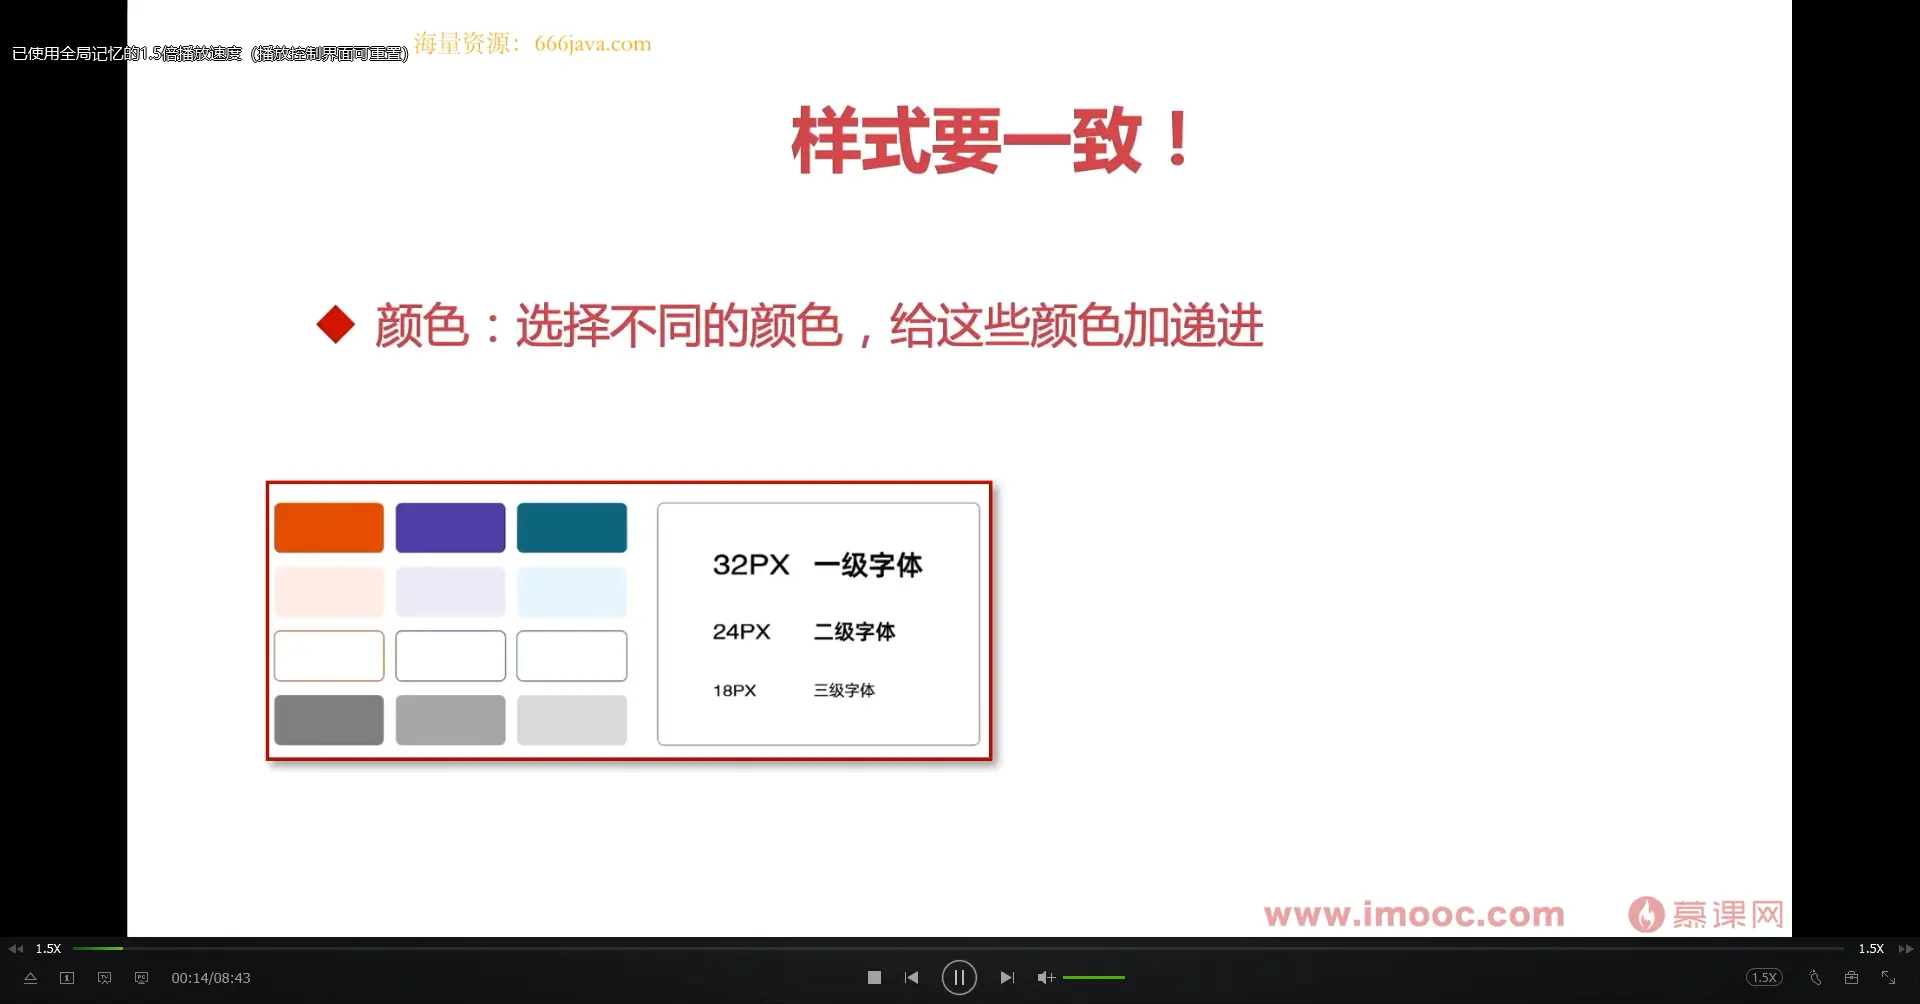 海量资源：666java.com
已使用全局记忆的1.5倍播放速度（播放控制界面可重置）
样式要一致！
颜色：选择不同的颜色，给这些颜色加递进
32PX 一级字体
24PX 二级字体
18PX 三级字体
www.imooc.com 慕课网
1.5X 1.5X
1 TV PC 00:14/08:43 1.5X